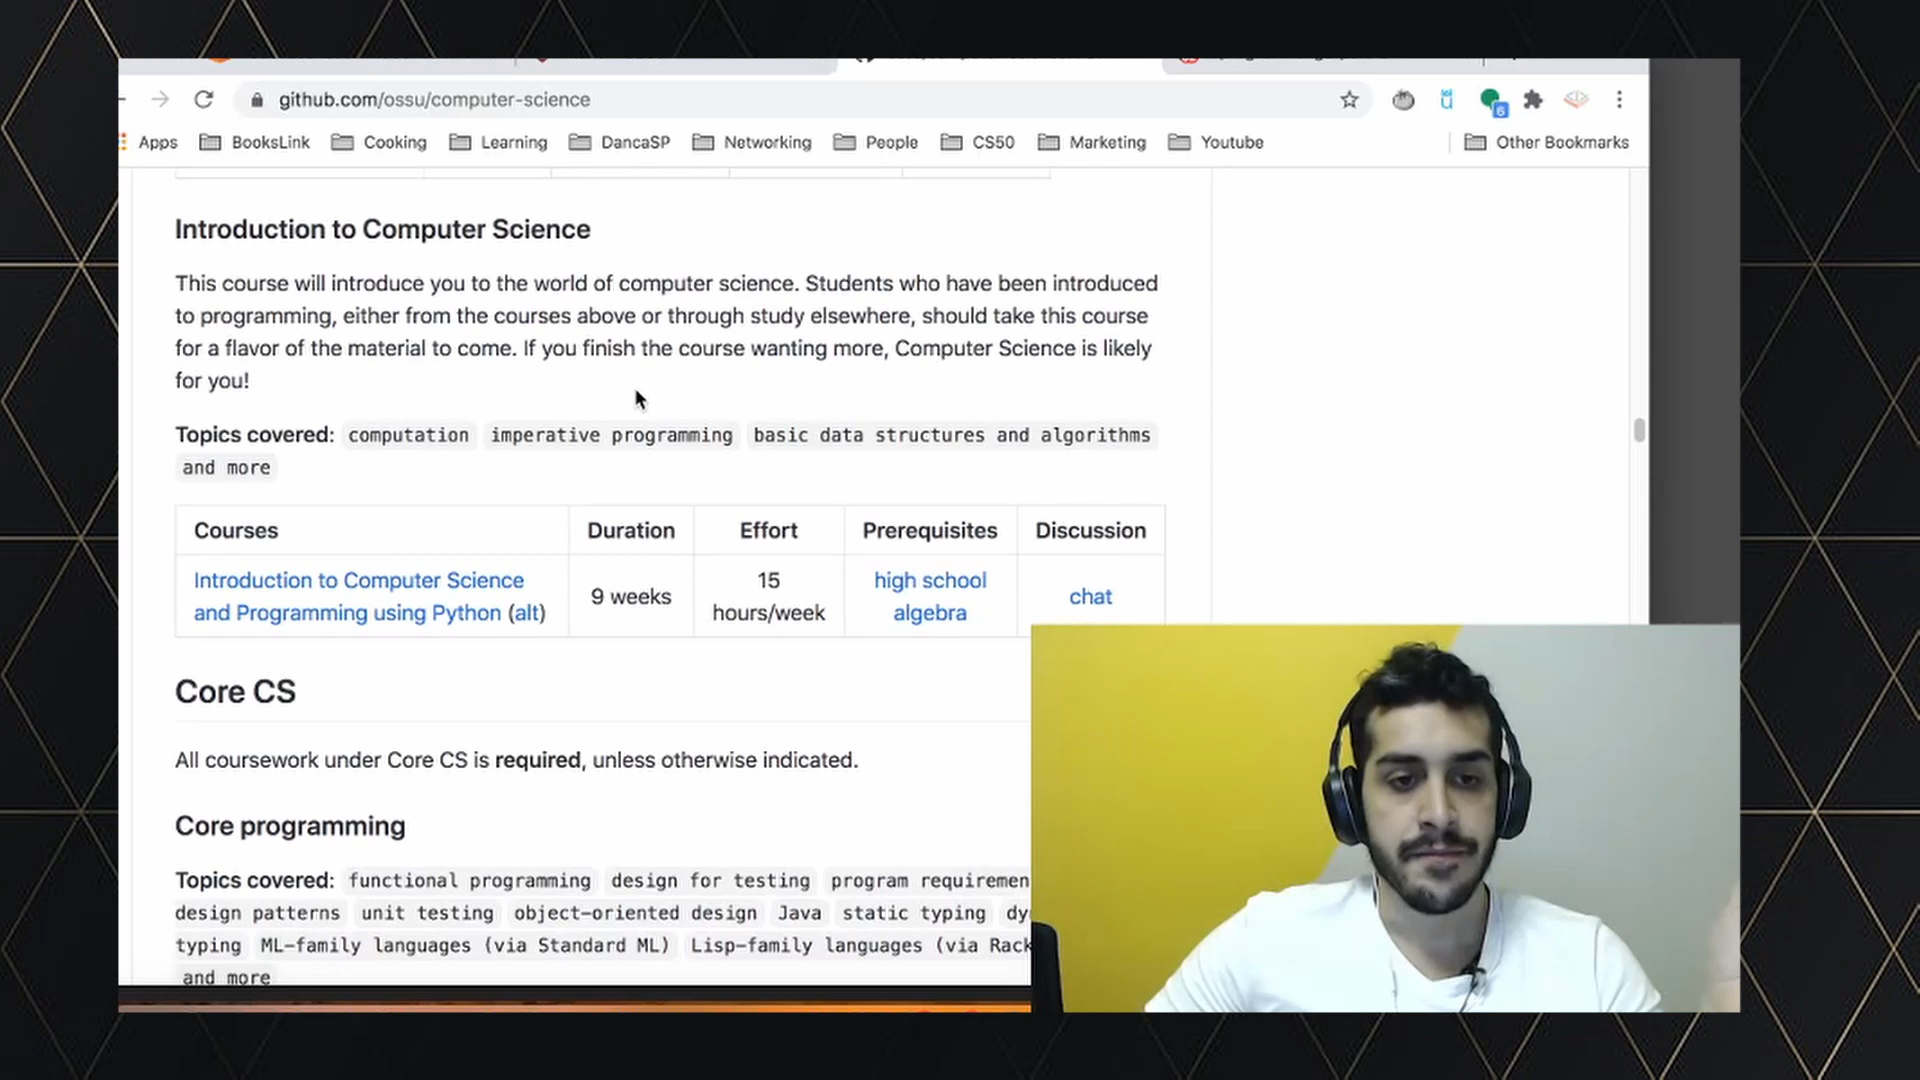 github.com/ossu/computer-science
Apps BooksLink Cooking Learning DancaSP Networking People CS50 Marketing Youtube Other Bookmarks
Introduction to Computer Science
This course will introduce you to the world of computer science. Students who have been introduced
to programming, either from the courses above or through study elsewhere, should take this course
for a flavor of the material to come. If you finish the course wanting more, Computer Science is likely
for you!
Topics covered: computation imperative programming basic data structures and algorithms
and more
Courses Duration Effort Prerequisites Discussion
Introduction to Computer Science
and Programming using Python (alt)
9 weeks
15
hours/week
high school
algebra
chat
Core CS
All coursework under Core CS is required, unless otherwise indicated.
Core programming
Topics covered: functional programming design for testing program requiremen
design patterns unit testing object-oriented design Java static typing dy
typing ML-family languages (via Standard ML) Lisp-family languages (via Rack
and more
6